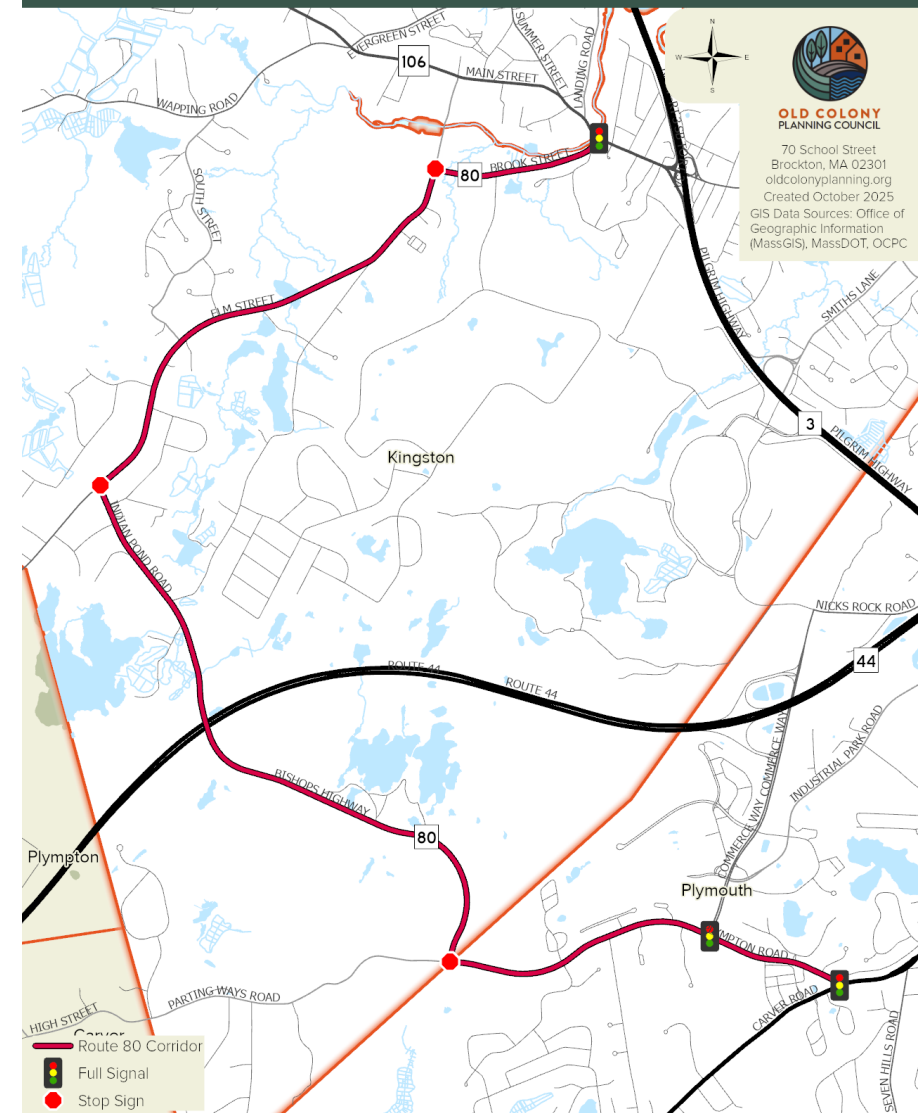 EVERGREEN STREET
SUMMER STREET
LANDING ROAD
N
W E
S
106
MAIN STREET
WAPPING ROAD
OLD COLONY
PLANNING COUNCIL
70 School Street
Brockton, MA 02301
oldcolonyplanning.org
Created October 2025
GIS Data Sources: Office of
Geographic Information
(MassGIS), MassDOT, OCPC
BROOK STREET
80
SOUTH STREET
PILGRIM HIGHWAY
SMITHS LANE
ELM STREET
3
PILGRIM HIGHWAY
Kingston
INDIAN POND ROAD
NICKS ROCK ROAD
44
ROUTE 44
ROUTE 44
COMMERCE WAY
COMMERCE WAY
INDUSTRIAL PARK ROAD
BISHOPS HIGHWAY
80
Plympton
Plymouth
MPTON ROAD
PARTING WAYS ROAD
CARVER ROAD
HIGH STREET
SEVEN HILLS ROAD
Carver
Route 80 Corridor
Full Signal
Stop Sign